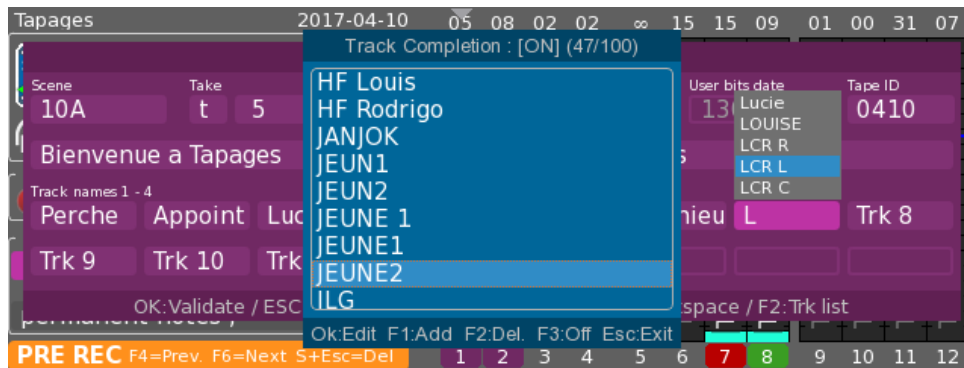 Tapages 2017-04-10 05 08 02 02 ∞ 15 15 09 01 00 31 07
Track Completion : [ON] (47/100)
Scene Take User bits date Tape ID
10A t 5 0410
Bienvenue a Tapages
Track names 1 - 4
Perche Appoint L Trk 8
Trk 9 Trk 10 Trk
HF Louis
HF Rodrigo
JANJOK
JEUN1
JEUN2
JEUNE 1
JEUNE1
JEUNE2
ILG
Lucie
LOUISE
LCR R
LCR L
LCR C
OK:Validate / ESC space / F2:Trk list
Ok:Edit F1:Add F2:Del. F3:Off Esc:Exit
PRE REC F4=Prev. F6=Next S+Esc=Del 1 2 3 4 5 6 7 8 9 10 11 12